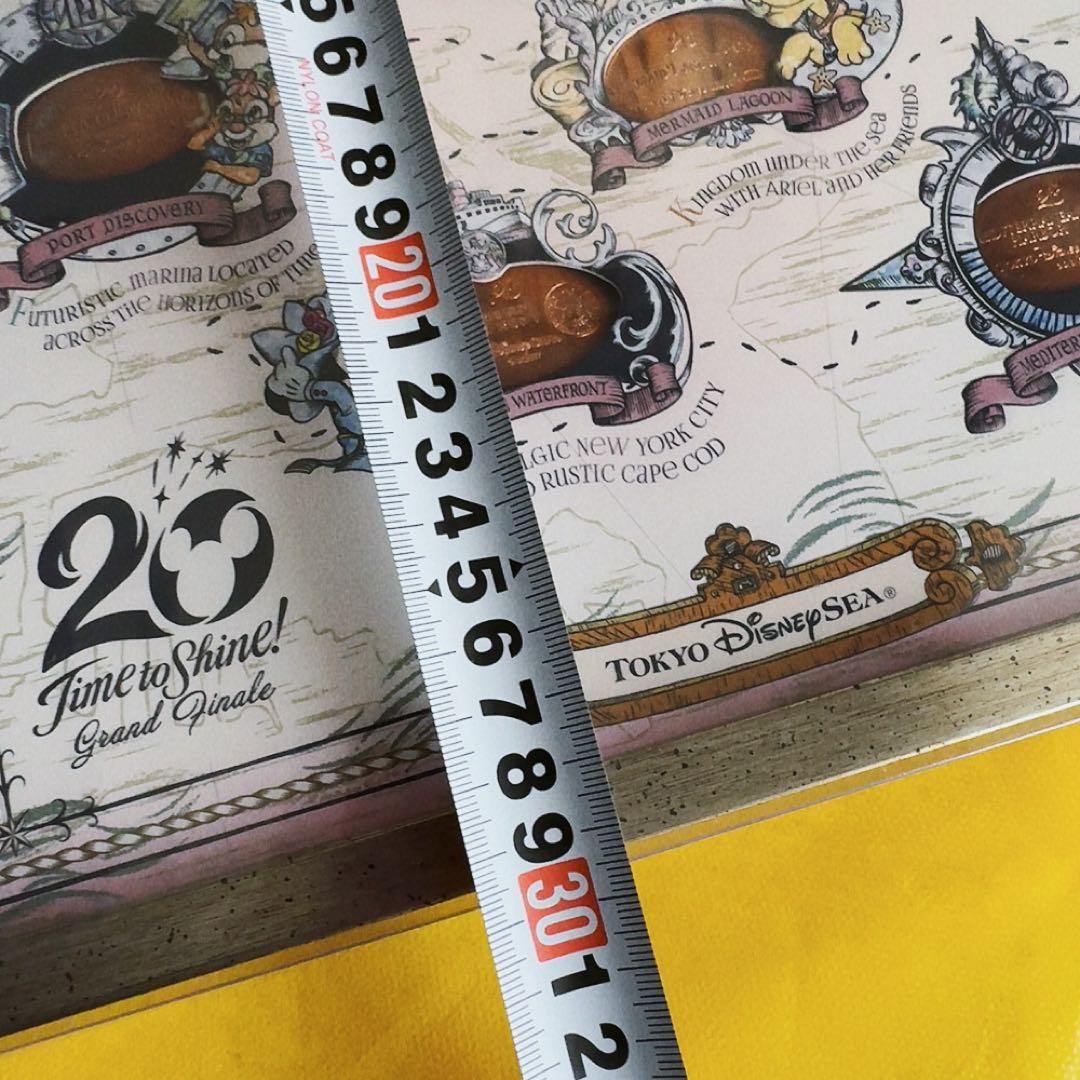 PORT DISCOVERY
FUTURISTIC MARINA LOCATED
ACROSS THE HORIZONS OF TIME
MERMAID LAGOON
KINGDOM UNDER THE SEA
WITH ARIEL AND HER FRIENDS
WATERFRONT
NEW YORK CITY
RUSTIC CAPE COD
20
Time to Shine!
Grand Finale
TOKYO DISNEYSEA®
NYLON COAT
5 6 7 8 9 20 1 2 3 4 5 6 7 8 9 30 1 2